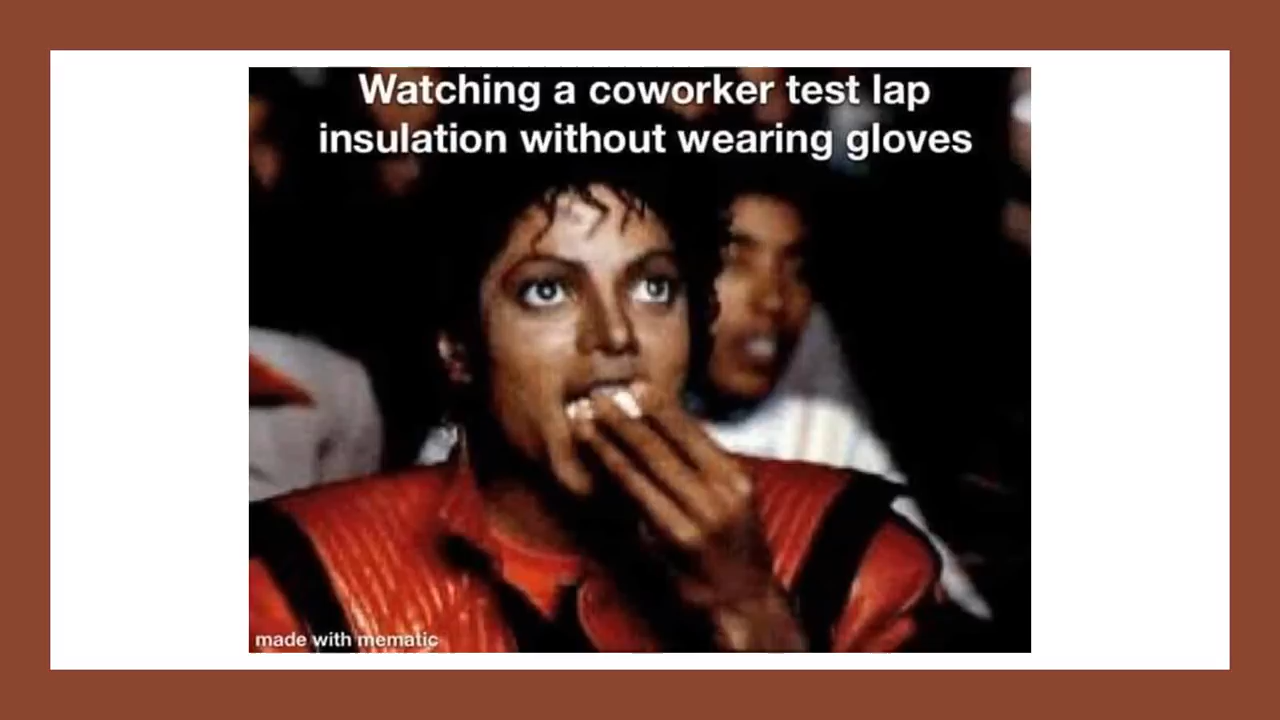 Watching a coworker test lap
insulation without wearing gloves
made with mematic